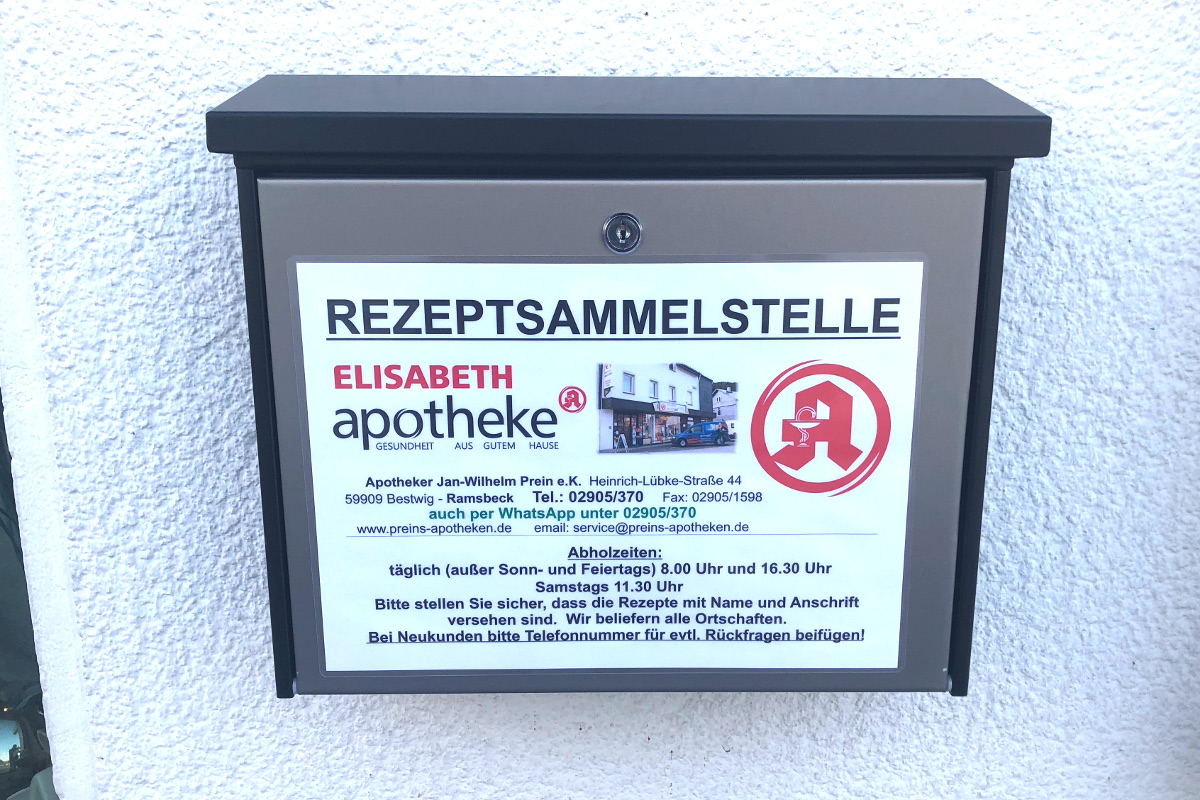 REZEPTSAMMELSTELLE
ELISABETH
apotheke
GESUNDHEIT AUS GUTEM HAUSE
Apotheker Jan-Wilhelm Prein e.K. Heinrich-Lübke-Straße 44
59909 Bestwig - Ramsbeck Tel.: 02905/370 Fax: 02905/1598
auch per WhatsApp unter 02905/370
www.preins-apotheken.de email: service@preins-apotheken.de
Abholzeiten:
täglich (außer Sonn- und Feiertags) 8.00 Uhr und 16.30 Uhr
Samstags 11.30 Uhr
Bitte stellen Sie sicher, dass die Rezepte mit Name und Anschrift
versehen sind. Wir beliefern alle Ortschaften.
Bei Neukunden bitte Telefonnummer für evtl. Rückfragen beifügen!